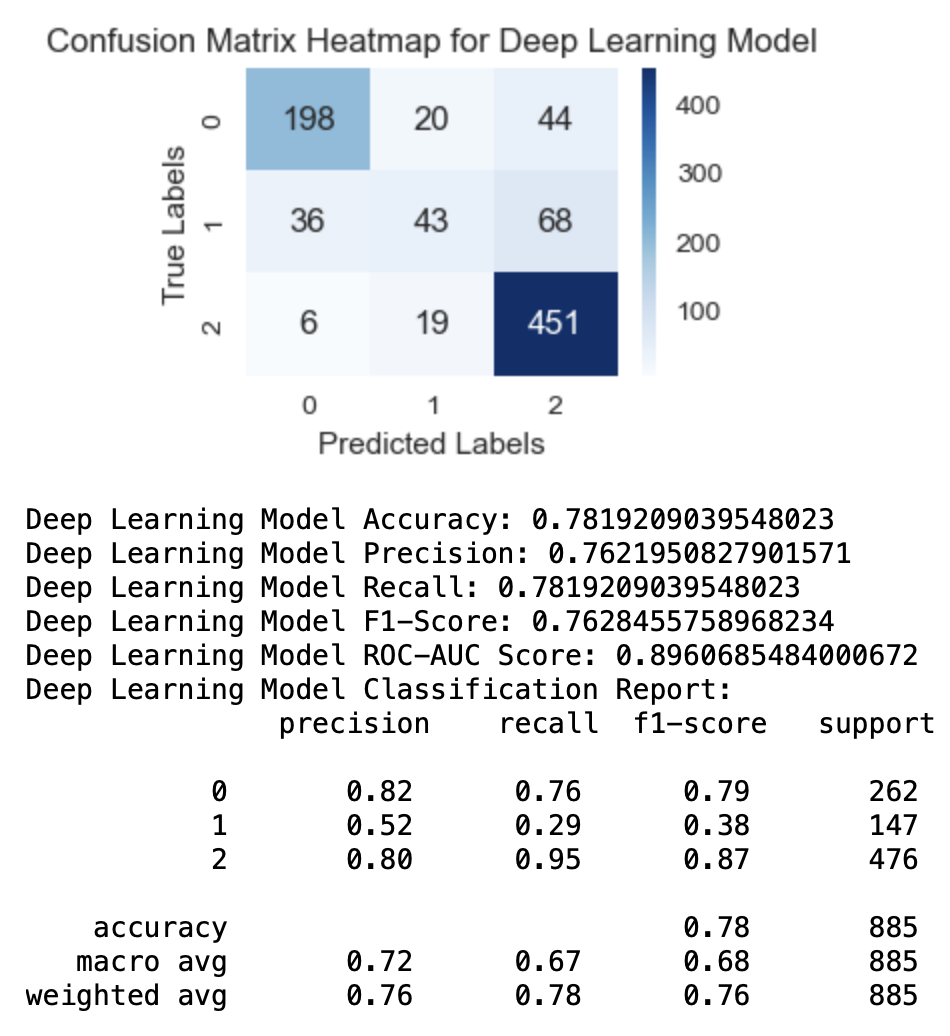 Confusion Matrix Heatmap for Deep Learning Model
True Labels
0
198 20 44
1
36 43 68
2
6 19 451
0 1 2
Predicted Labels
400
300
200
100
Deep Learning Model Accuracy: 0.7819209039548023
Deep Learning Model Precision: 0.7621950827901571
Deep Learning Model Recall: 0.7819209039548023
Deep Learning Model F1-Score: 0.7628455758968234
Deep Learning Model ROC-AUC Score: 0.8960685484000672
Deep Learning Model Classification Report:
precision recall f1-score support
0 0.82 0.76 0.79 262
1 0.52 0.29 0.38 147
2 0.80 0.95 0.87 476
accuracy 0.78 885
macro avg 0.72 0.67 0.68 885
weighted avg 0.76 0.78 0.76 885